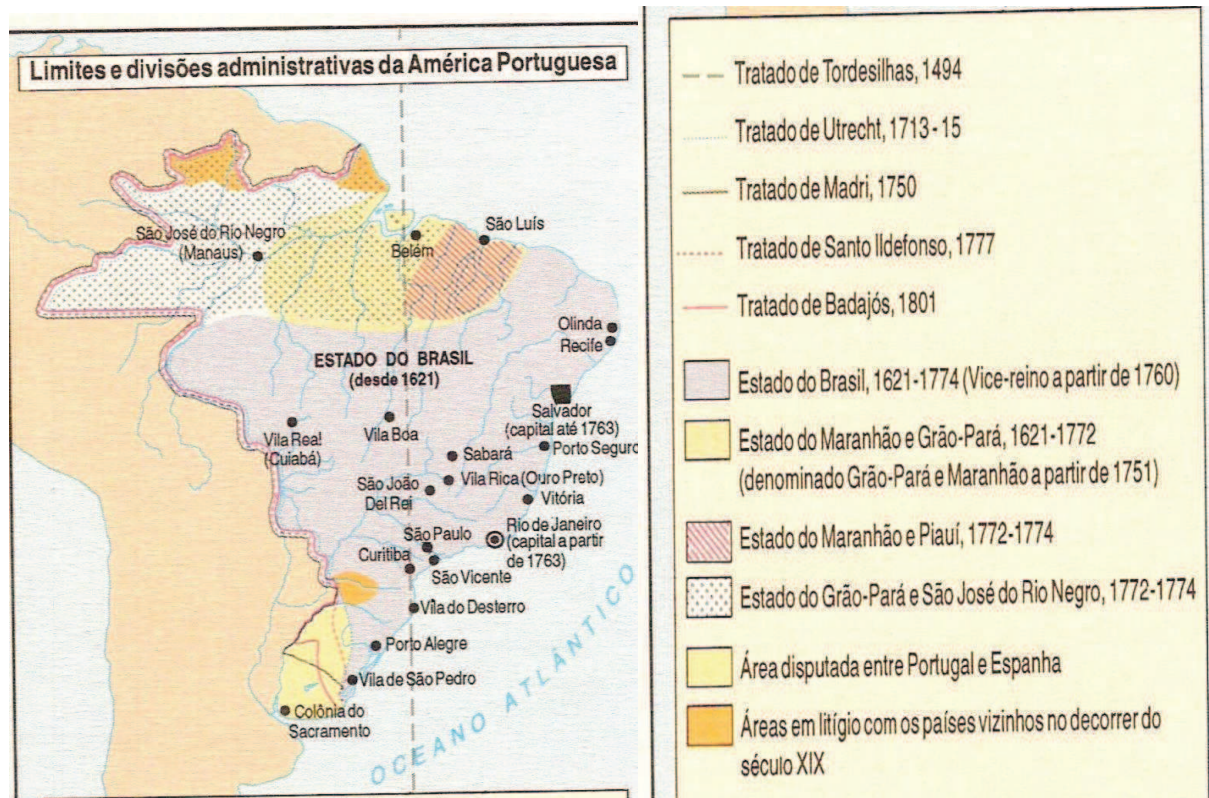 Limites e divisões administrativas da América Portuguesa
São José do Rio Negro
(Manaus)
Belém
São Luís
Olinda
Recife
ESTADO DO BRASIL
(desde 1621)
Salvador
(capital até 1763)
Vila Real
(Cuiabá)
Vila Boa
Porto Seguro
Sabará
Vila Rica (Ouro Preto)
São João
Del Rei
Vitória
Rio de Janeiro
(capital a partir
de 1763)
São Paulo
Curitiba
São Vicente
Vila do Desterro
Porto Alegre
Vila de São Pedro
Colônia do
Sacramento
OCEANO ATLÂNTICO
Tratado de Tordesilhas, 1494
Tratado de Utrecht, 1713-15
Tratado de Madri, 1750
Tratado de Santo Ildefonso, 1777
Tratado de Badajós, 1801
Estado do Brasil, 1621-1774 (Vice-reino a partir de 1760)
Estado do Maranhão e Grão-Pará, 1621-1772
(denominado Grão-Pará e Maranhão a partir de 1751)
Estado do Maranhão e Piauí, 1772-1774
Estado do Grão-Pará e São José do Rio Negro, 1772-1774
Área disputada entre Portugal e Espanha
Áreas em litígio com os países vizinhos no decorrer do
século XIX